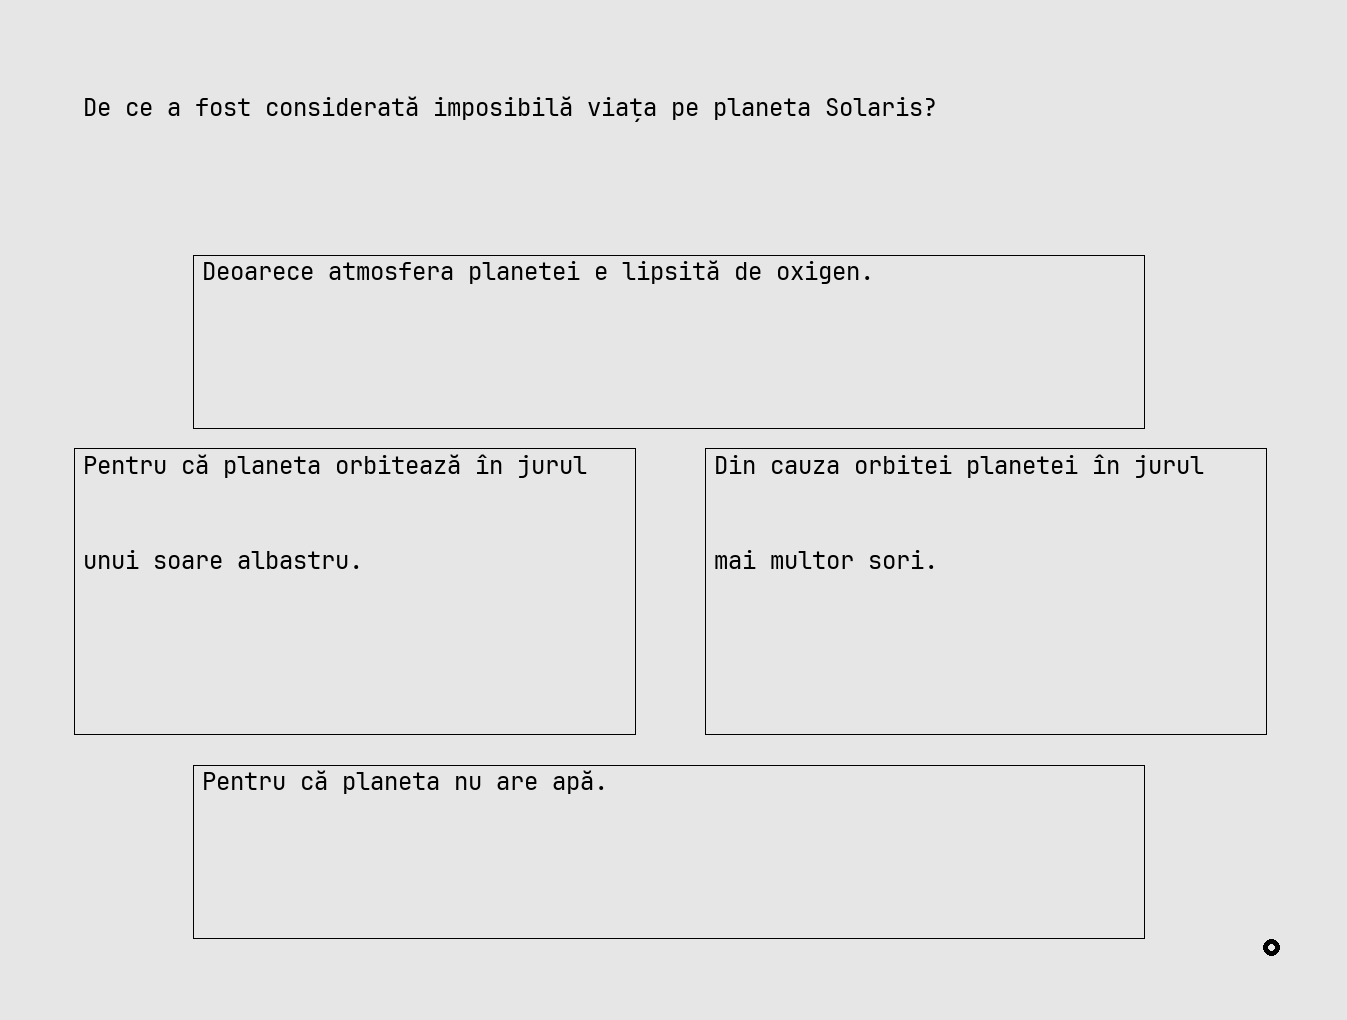 De ce a fost considerată imposibilă viața pe planeta Solaris?
Deoarece atmosfera planetei e lipsită de oxigen.
Pentru că planeta orbitează în jurul
unui soare albastru.
Din cauza orbitei planetei în jurul
mai multor sori.
Pentru că planeta nu are apă.